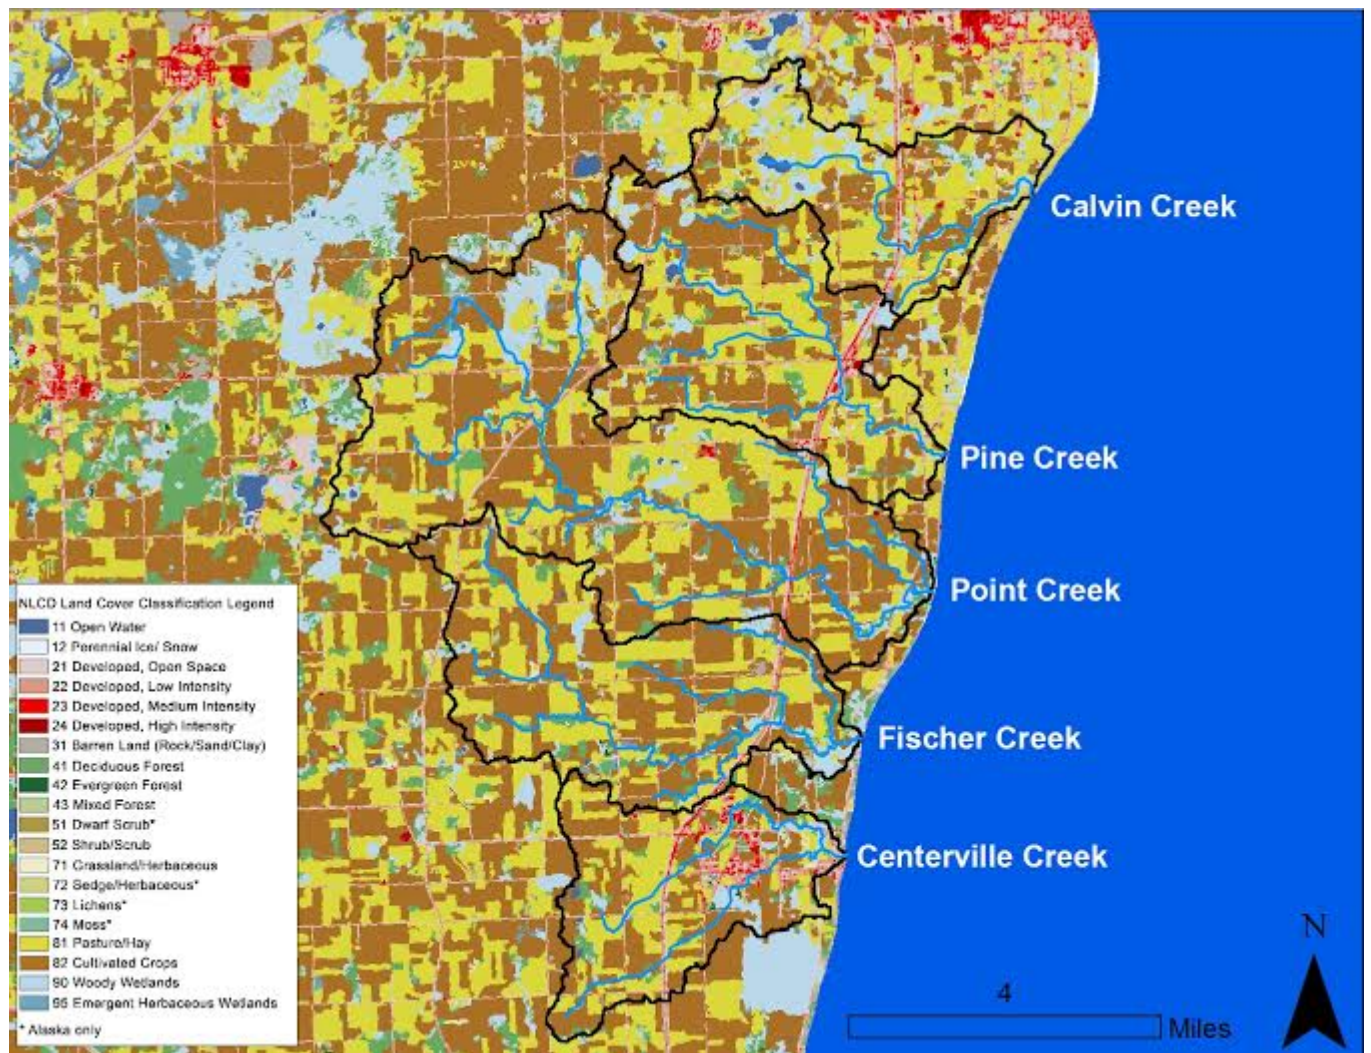 Calvin Creek
Pine Creek
Point Creek
Fischer Creek
Centerville Creek
NLCD Land Cover Classification Legend
11 Open Water
12 Perennial Ice/ Snow
21 Developed, Open Space
22 Developed, Low Intensity
23 Developed, Medium Intensity
24 Developed, High Intensity
31 Barren Land (Rock/Sand/Clay)
41 Deciduous Forest
42 Evergreen Forest
43 Mixed Forest
51 Dwarf Scrub*
52 Shrub/Scrub
71 Grassland/Herbaceous
72 Sedge/Herbaceous*
73 Lichens*
74 Moss*
81 Pasture/Hay
82 Cultivated Crops
90 Woody Wetlands
95 Emergent Herbaceous Wetlands
* Alaska only
N
4
Miles